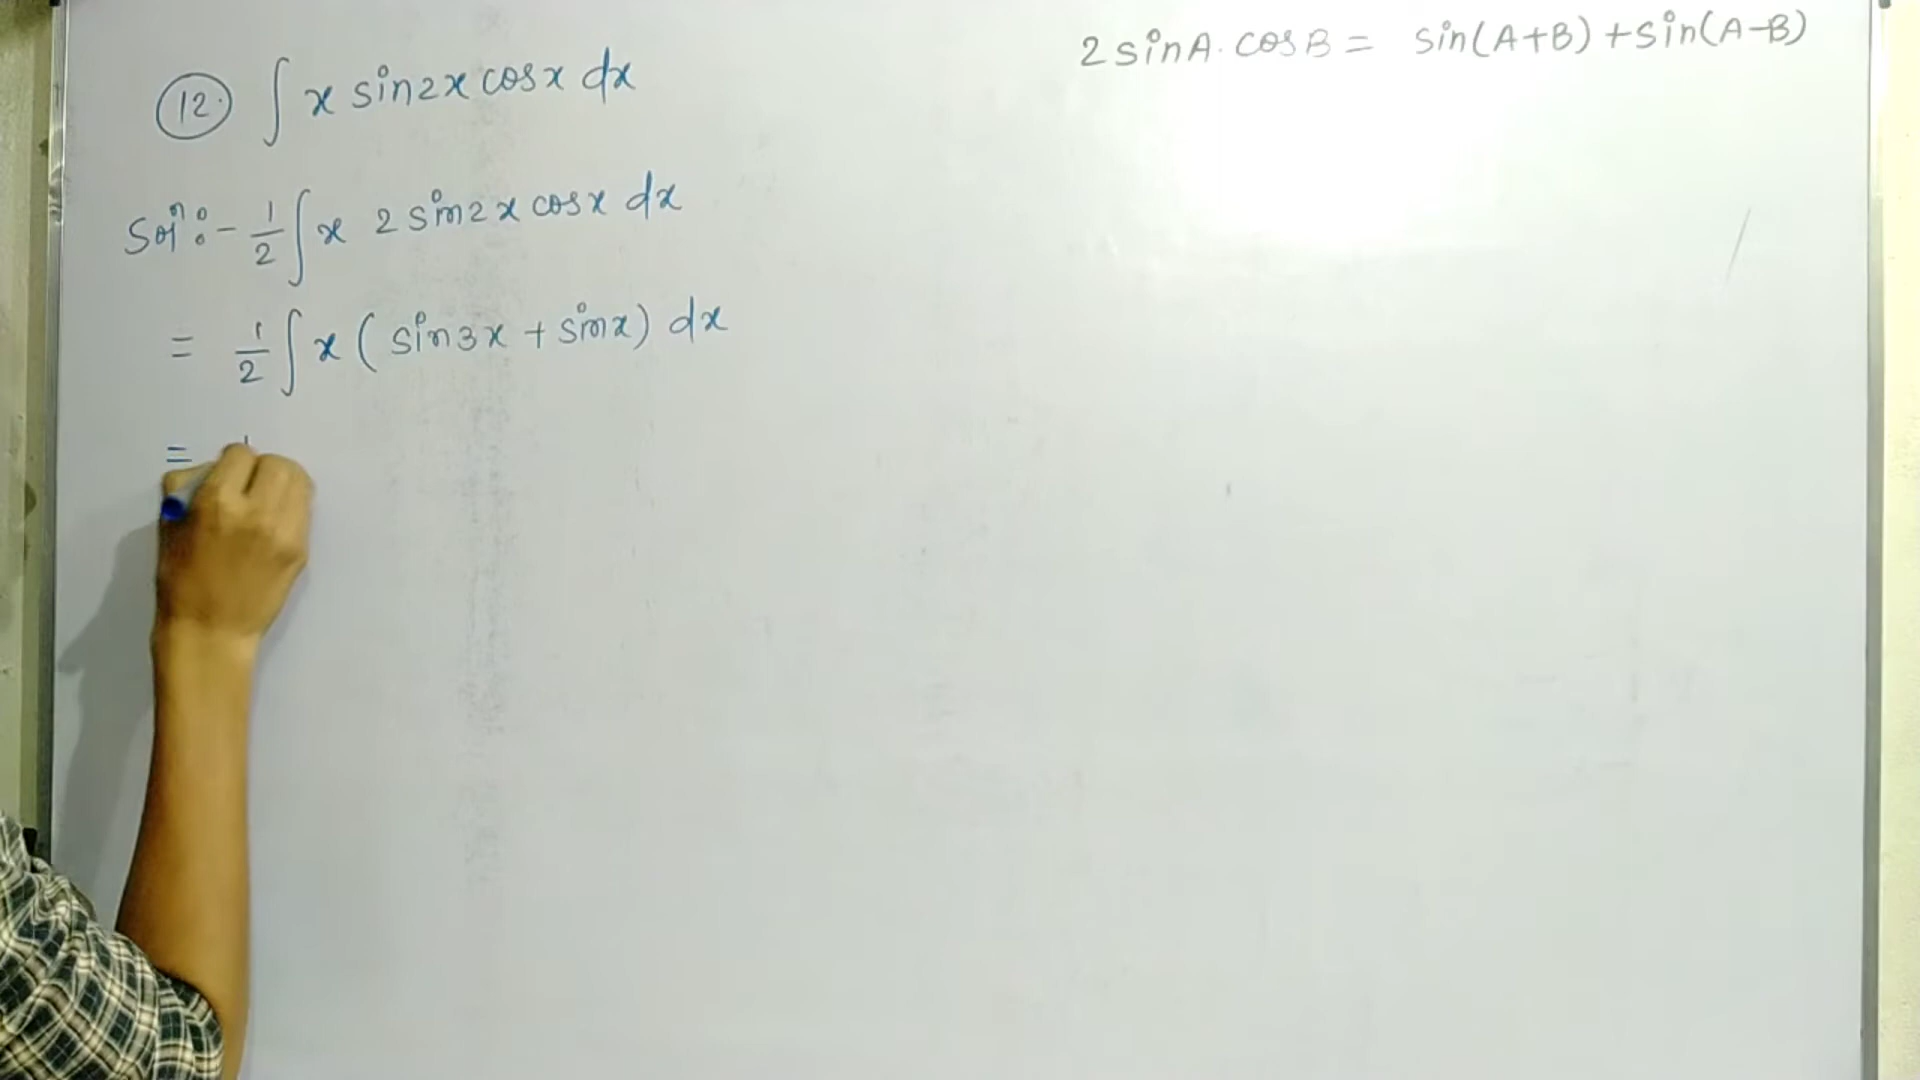 2 sinA. cosB = sin(A+B) + sin(A-B)
12. ∫ x sin2x cosx dx
Solⁿ:- 1/2 ∫ x 2 sin2x cosx dx
= 1/2 ∫ x ( sin3x + sinx) dx
=